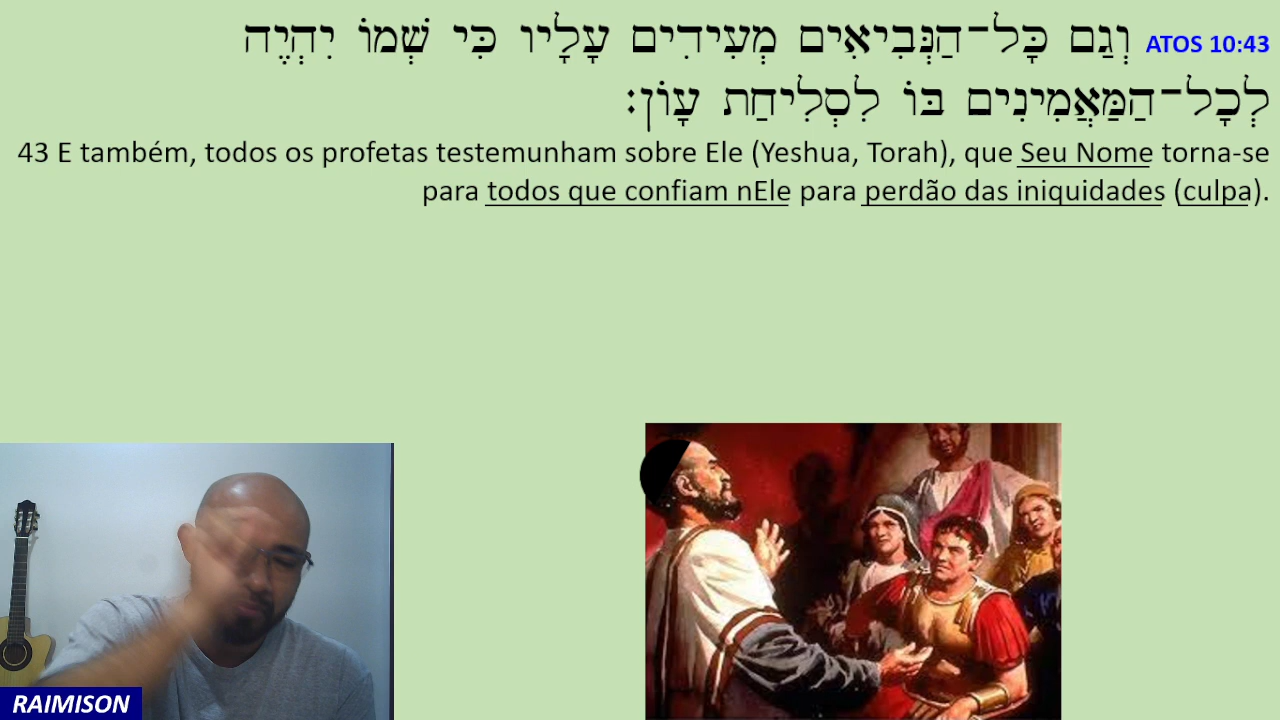 ATOS 10:43 וְגַם כָּל־הַנְּבִיאִים מְעִידִים עָלָיו כִּי שְׁמוֹ יִהְיֶה
לְכָל־הַמַּאֲמִינִים בּוֹ לִסְלִיחַת עָוֹן׃
43 E também, todos os profetas testemunham sobre Ele (Yeshua, Torah), que Seu Nome torna-se
para todos que confiam nEle para perdão das iniquidades (culpa).
RAIMISON